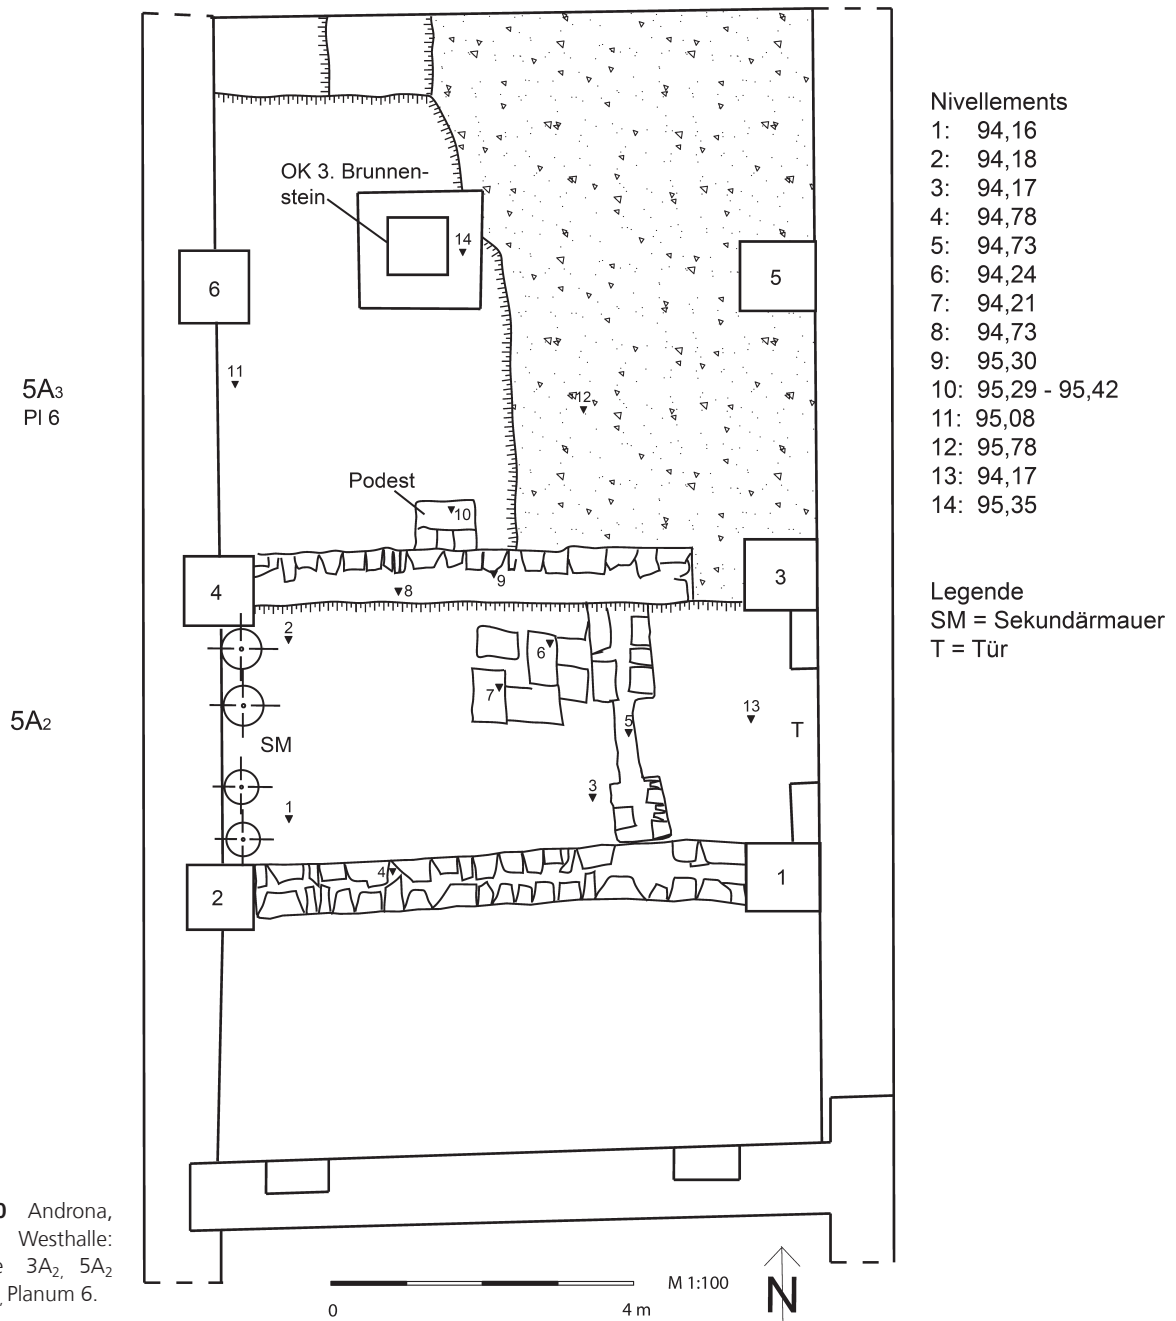 OK 3. Brunnen-
stein
14
6
5
11
5A3
Pl 6
12
Podest
10
9
8
4
3
2
6
7
5A2
5
13
SM
T
3
1
4
2
1
Nivellements
1: 94,16
2: 94,18
3: 94,17
4: 94,78
5: 94,73
6: 94,24
7: 94,21
8: 94,73
9: 95,30
10: 95,29 - 95,42
11: 95,08
12: 95,78
13: 94,17
14: 95,35
Legende
SM = Sekundärmauer
T = Tür
Androna,
Westhalle:
3A2, 5A2
Planum 6.
M 1:100
0 4 m
N